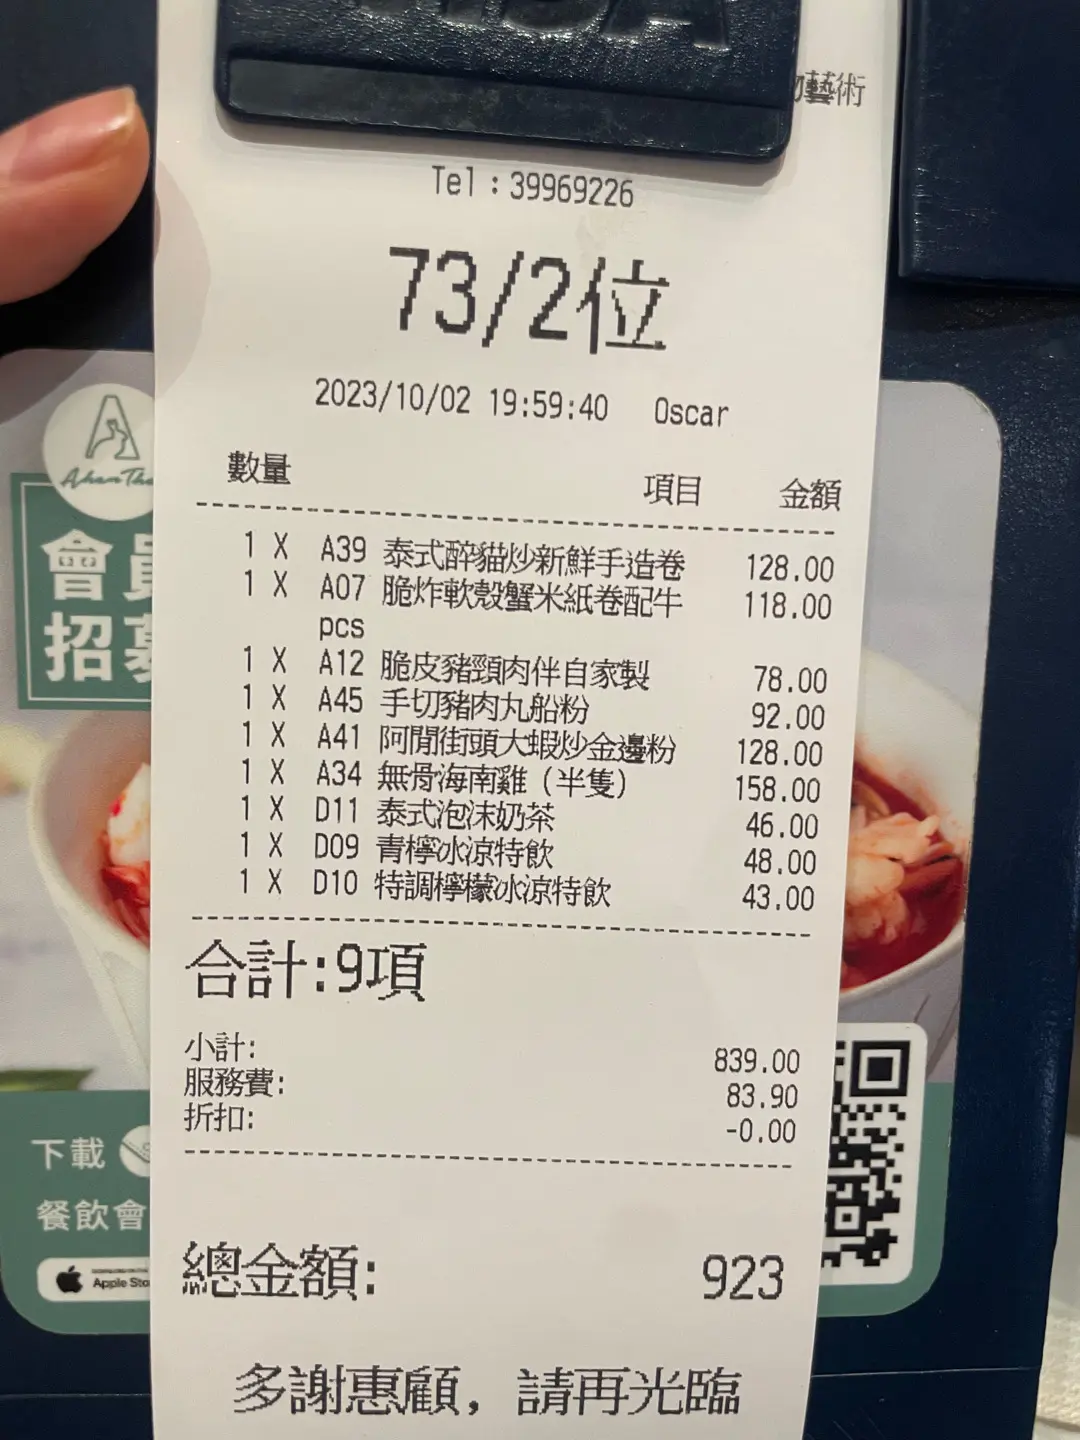 藝術
Tel：39969226
73/2位
2023/10/02 19:59:40 Oscar
數量 項目 金額
1 X A39 泰式醉貓炒新鮮手造卷 128.00
1 X A07 脆炸軟殼蟹米紙卷配牛 118.00
pcs
1 X A12 脆皮豬頸肉伴自家製 78.00
1 X A45 手切豬肉丸船粉 92.00
1 X A41 阿閒街頭大蝦炒金邊粉 128.00
1 X A34 無骨海南雞（半隻） 158.00
1 X D11 泰式泡沫奶茶 46.00
1 X D09 青檸冰涼特飲 48.00
1 X D10 特調檸檬冰涼特飲 43.00
合計:9項
小計: 839.00
服務費: 83.90
折扣: -0.00
總金額: 923
多謝惠顧，請再光臨
會員
招募
下載
餐飲會
Apple Sto